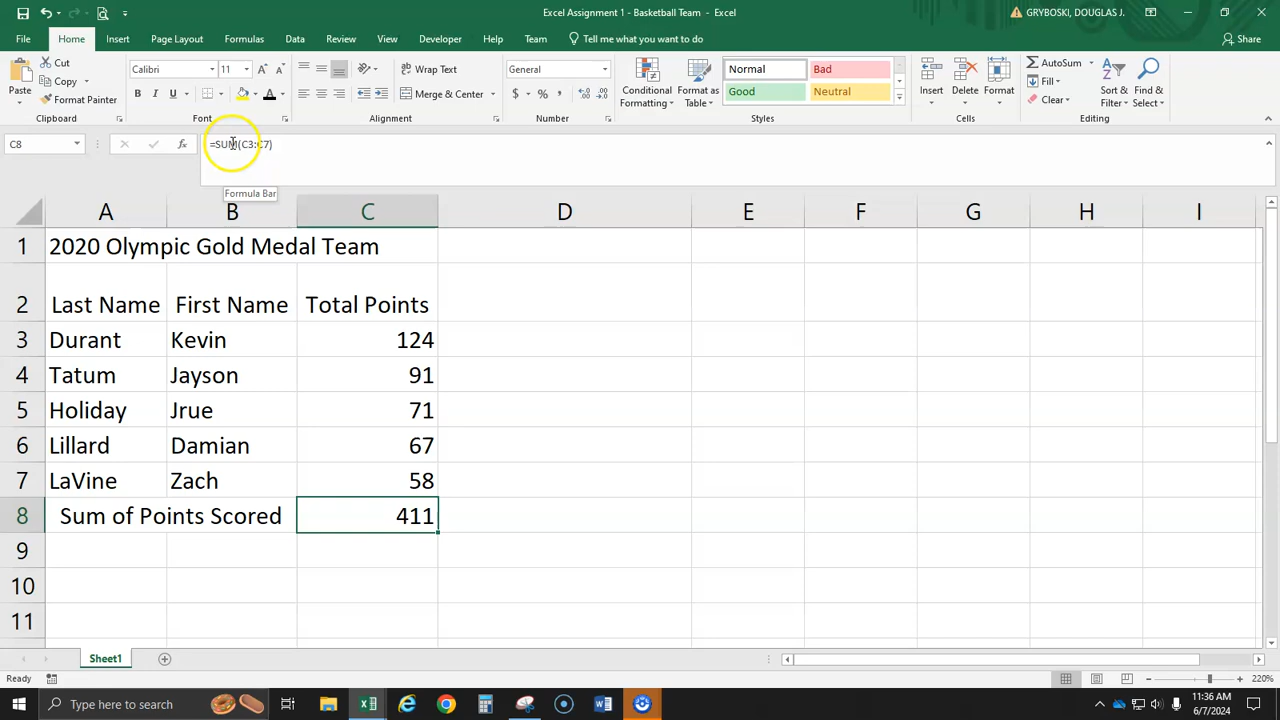 Excel Assignment 1 - Basketball Team - Excel
GRYBOSKI, DOUGLAS J.
File Home Insert Page Layout Formulas Data Review View Developer Help Team Tell me what you want to do Share
Paste
Cut
Copy
Format Painter
Clipboard
Calibri 11
B I U A
Font
Wrap Text
Merge & Center
Alignment
General
$ % ,
Number
Conditional Formatting
Format as Table
Normal Bad
Good Neutral
Styles
Insert Delete Format
Cells
AutoSum
Fill
Clear
Sort & Filter
Find & Select
Editing
C8 fx =SUM(C3:C7)
Formula Bar
A B C D E F G H I
1 2020 Olympic Gold Medal Team
2 Last Name First Name Total Points
3 Durant Kevin 124
4 Tatum Jayson 91
5 Holiday Jrue 71
6 Lillard Damian 67
7 LaVine Zach 58
8 Sum of Points Scored 411
9
10
11
Sheet1
Ready 220%
Type here to search
11:36 AM
6/7/2024